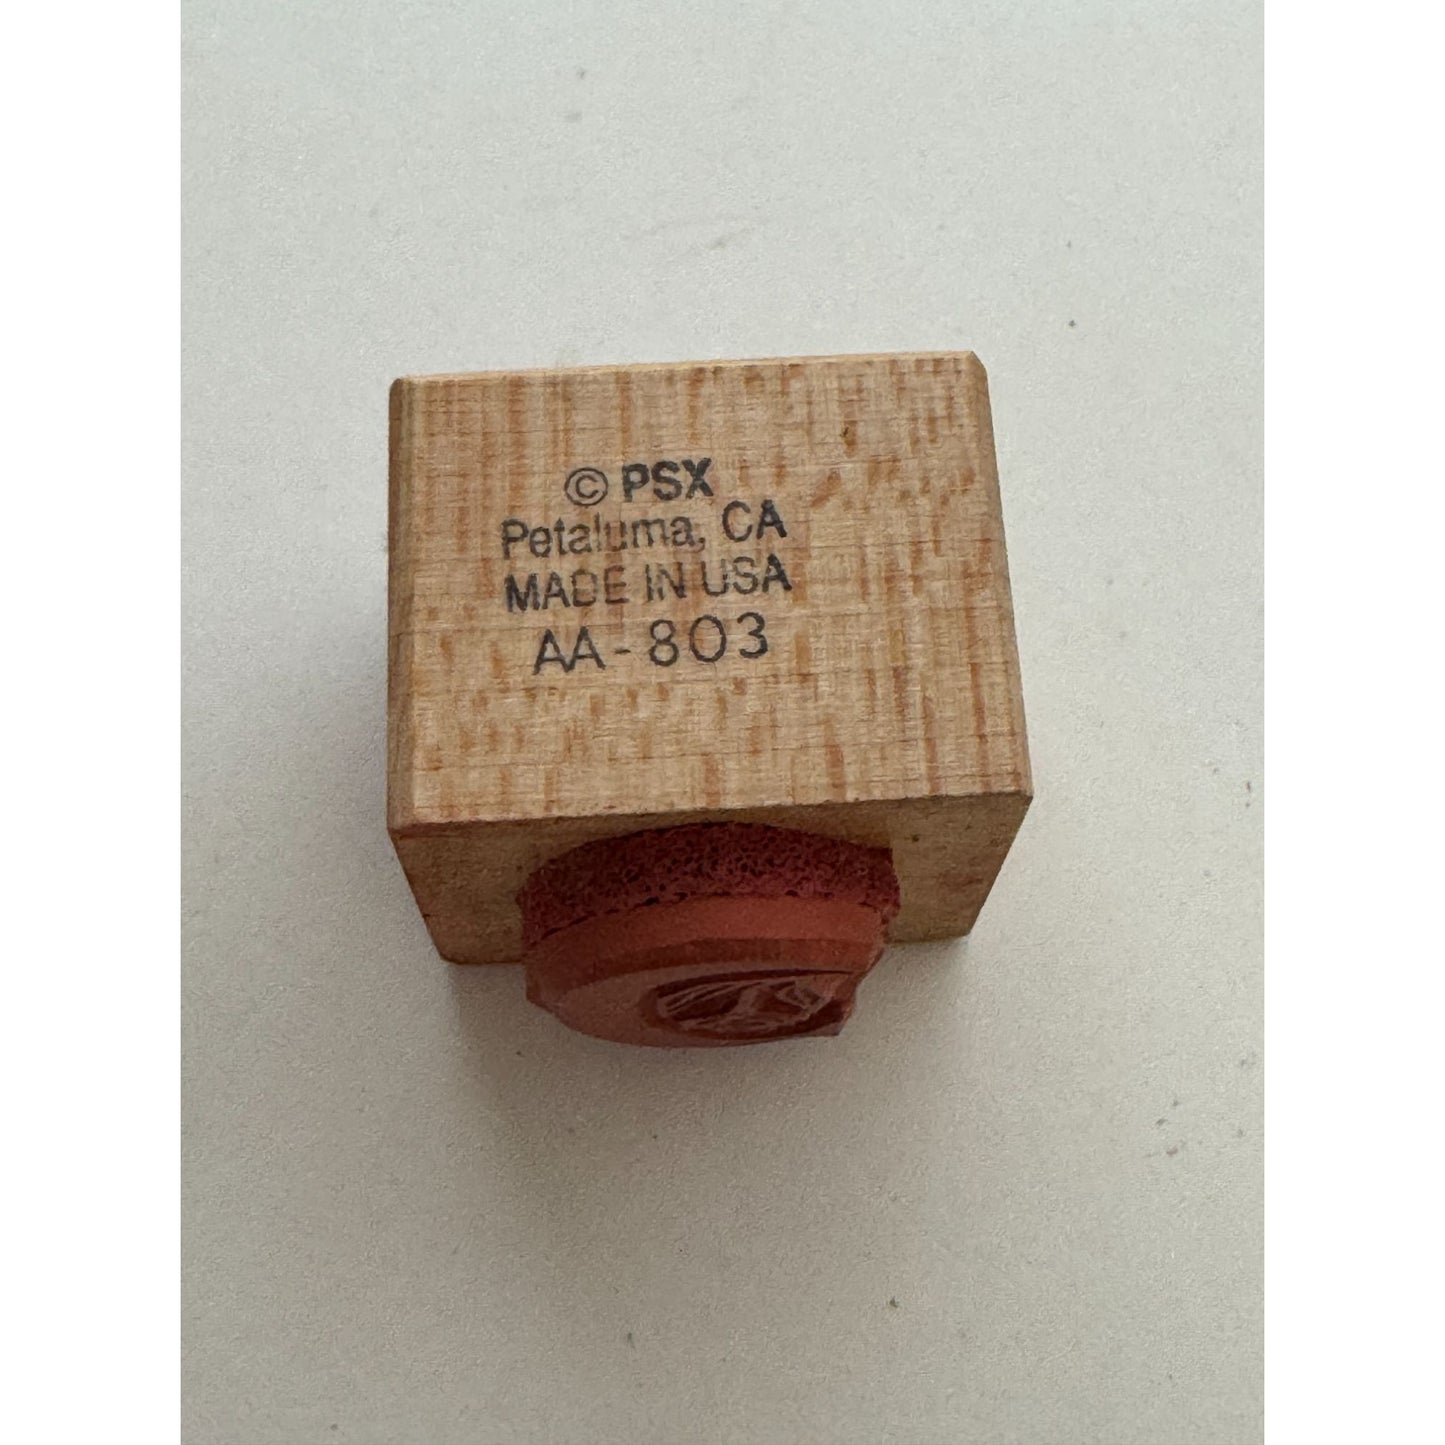 © PSX
Petaluma, CA
MADE IN USA
AA-803